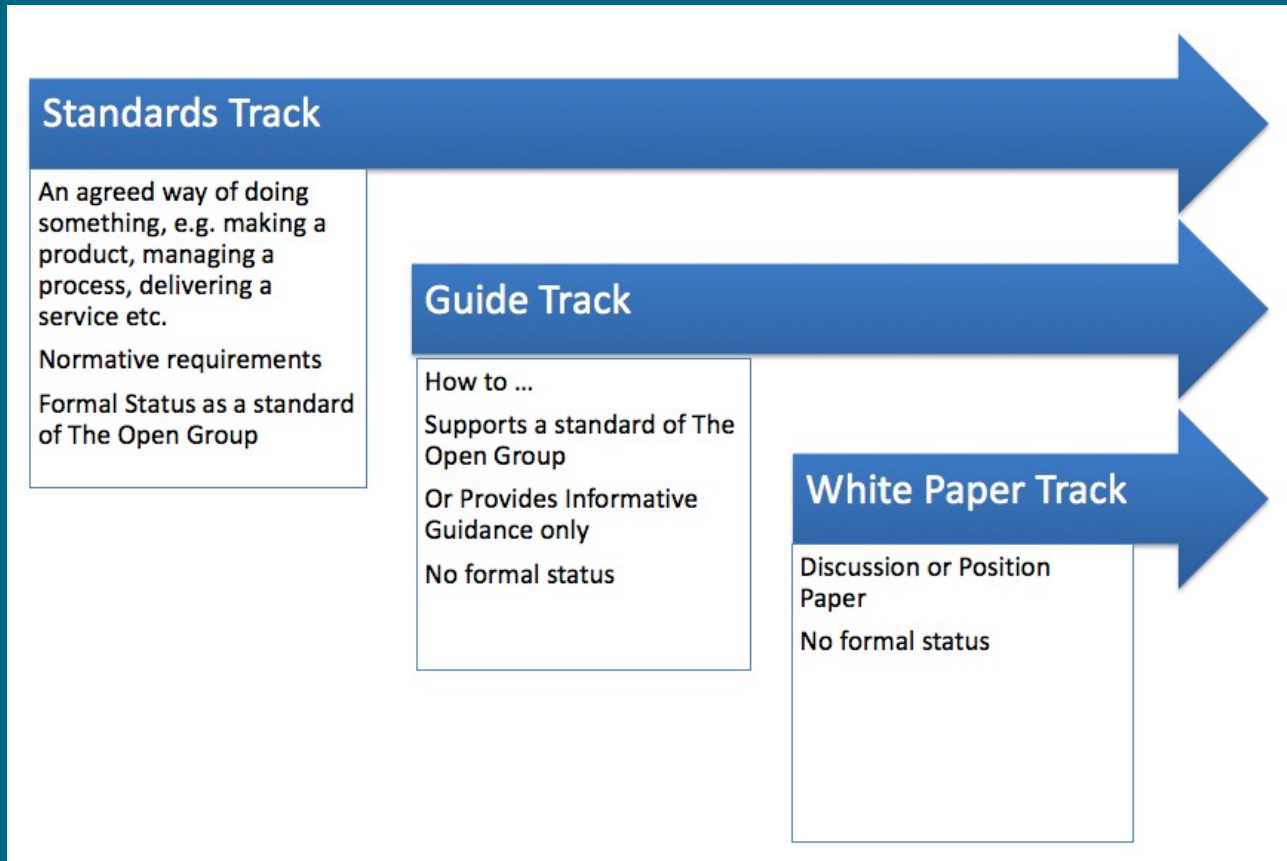 Standards Track
An agreed way of doing
something, e.g. making a
product, managing a
process, delivering a
service etc.
Normative requirements
Formal Status as a standard
of The Open Group
Guide Track
How to ...
Supports a standard of The
Open Group
Or Provides Informative
Guidance only
No formal status
White Paper Track
Discussion or Position
Paper
No formal status